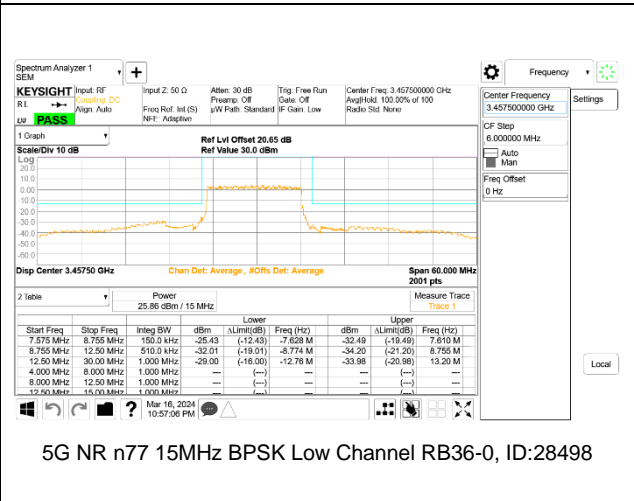 Spectrum Analyzer 1
SEM
Frequency
KEYSIGHT
Input: RF
Input Z: 50 Ω
Atten: 30 dB
Trig: Free Run
Center Freq: 3.457500000 GHz
R L
Coupling: DC
Preamp: Off
Gate: Off
Avg|Hold: 100.00% of 100
Align: Auto
Freq Ref: Int (S)
µW Path: Standard
IF Gain: Low
Radio Std: None
NFE: Adaptive
PASS
Center Frequency
3.457500000 GHz
Settings
CF Step
6.000000 MHz
Auto
Man
Freq Offset
0 Hz
Local
1 Graph
Ref Lvl Offset 20.65 dB
Scale/Div 10 dB
Ref Value 30.0 dBm
Log
20.0
10.0
0.00
-10.0
-20.0
-30.0
-40.0
-50.0
-60.0
Disp Center 3.45750 GHz
Chan Det: Average, #Offs Det: Average
Span 60.000 MHz
2001 pts
2 Table
Power
25.86 dBm / 15 MHz
Measure Trace
Trace 1
Lower
Upper
Start Freq Stop Freq Integ BW dBm ΔLimit(dB) Freq (Hz) dBm ΔLimit(dB) Freq (Hz)
7.575 MHz 8.755 MHz 150.0 kHz -25.43 (-12.43) -7.628 M -32.49 (-19.49) 7.610 M
8.755 MHz 12.50 MHz 510.0 kHz -32.01 (-19.01) -8.774 M -34.20 (-21.20) 8.755 M
12.50 MHz 30.00 MHz 1.000 MHz -29.00 (-16.00) -12.76 M -33.98 (-20.98) 13.20 M
4.000 MHz 8.000 MHz 1.000 MHz --- (---) --- (---)
8.000 MHz 12.50 MHz 1.000 MHz --- (---) --- (---)
12.50 MHz 15.00 MHz 1.000 MHz --- (---) --- (---)
Mar 16, 2024
10:57:06 PM
5G NR n77 15MHz BPSK Low Channel RB36-0, ID:28498